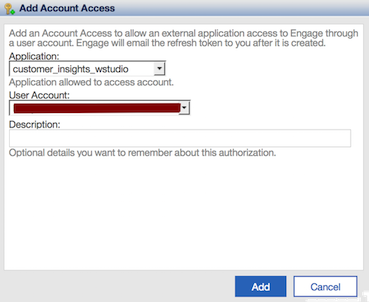 Add Account Access
Add an Account Access to allow an external application access to Engage through
a user account. Engage will email the refresh token to you after it is created.
Application:
customer_insights_wstudio
Application allowed to access account.
User Account:
Description:
Optional details you want to remember about this authorization.
Add
Cancel